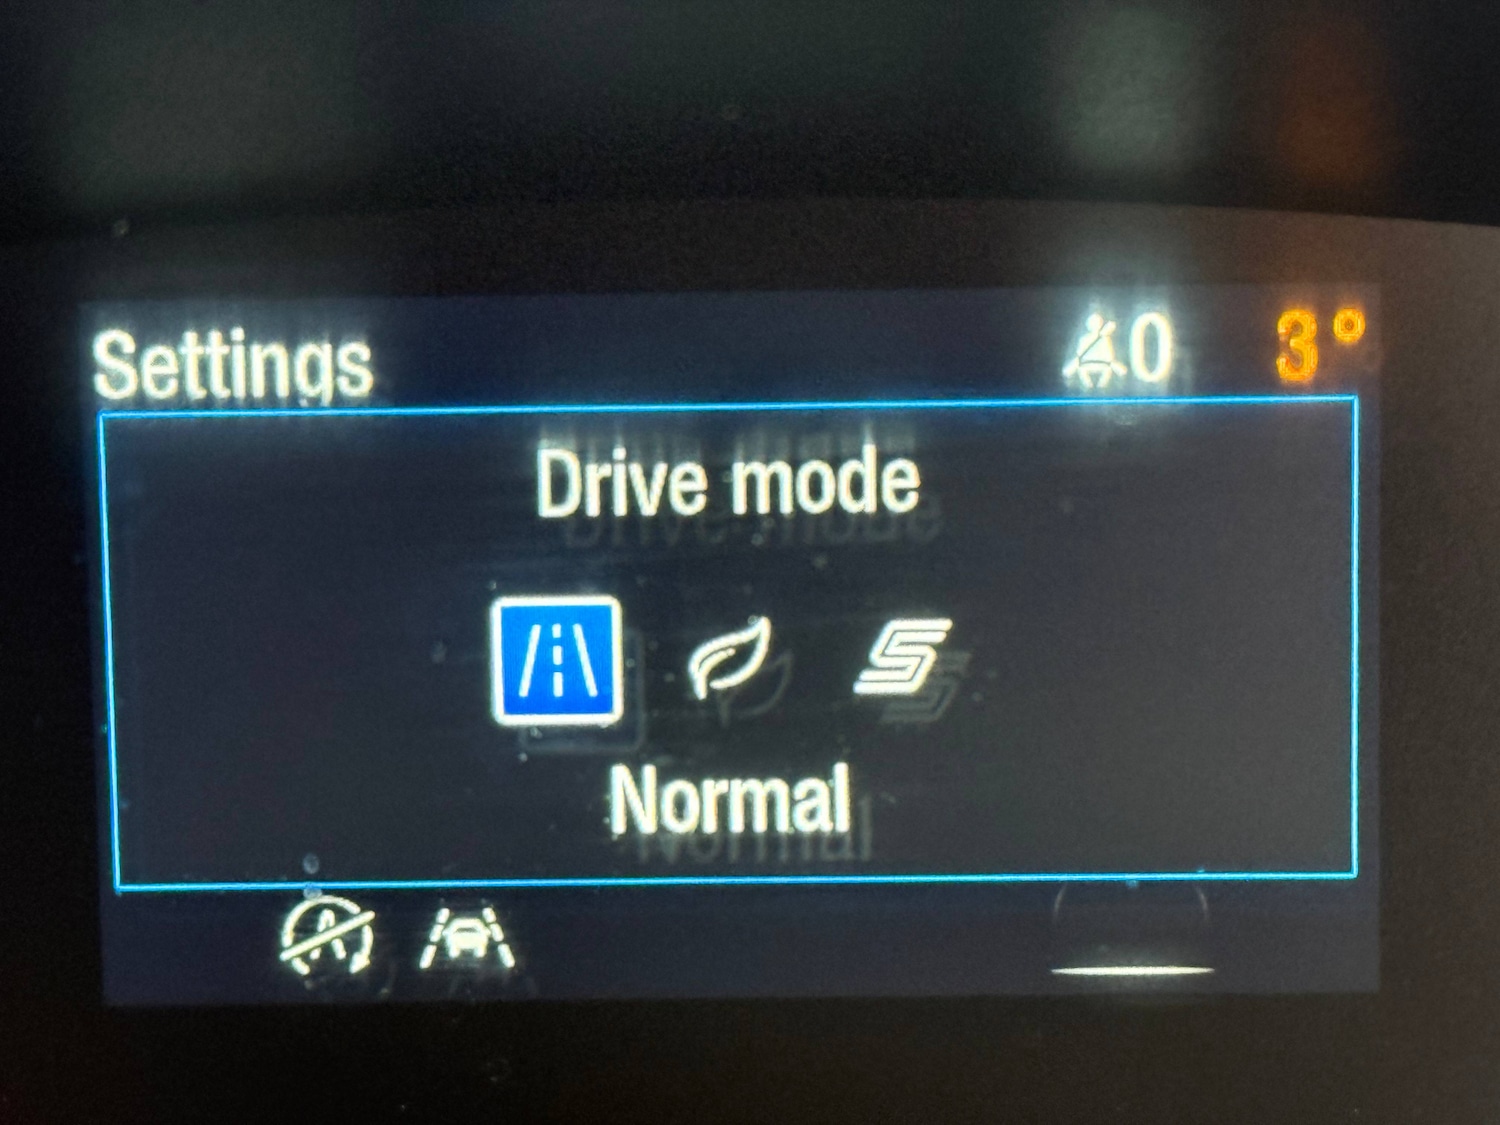 Settings 0 3°
Drive mode
Normal